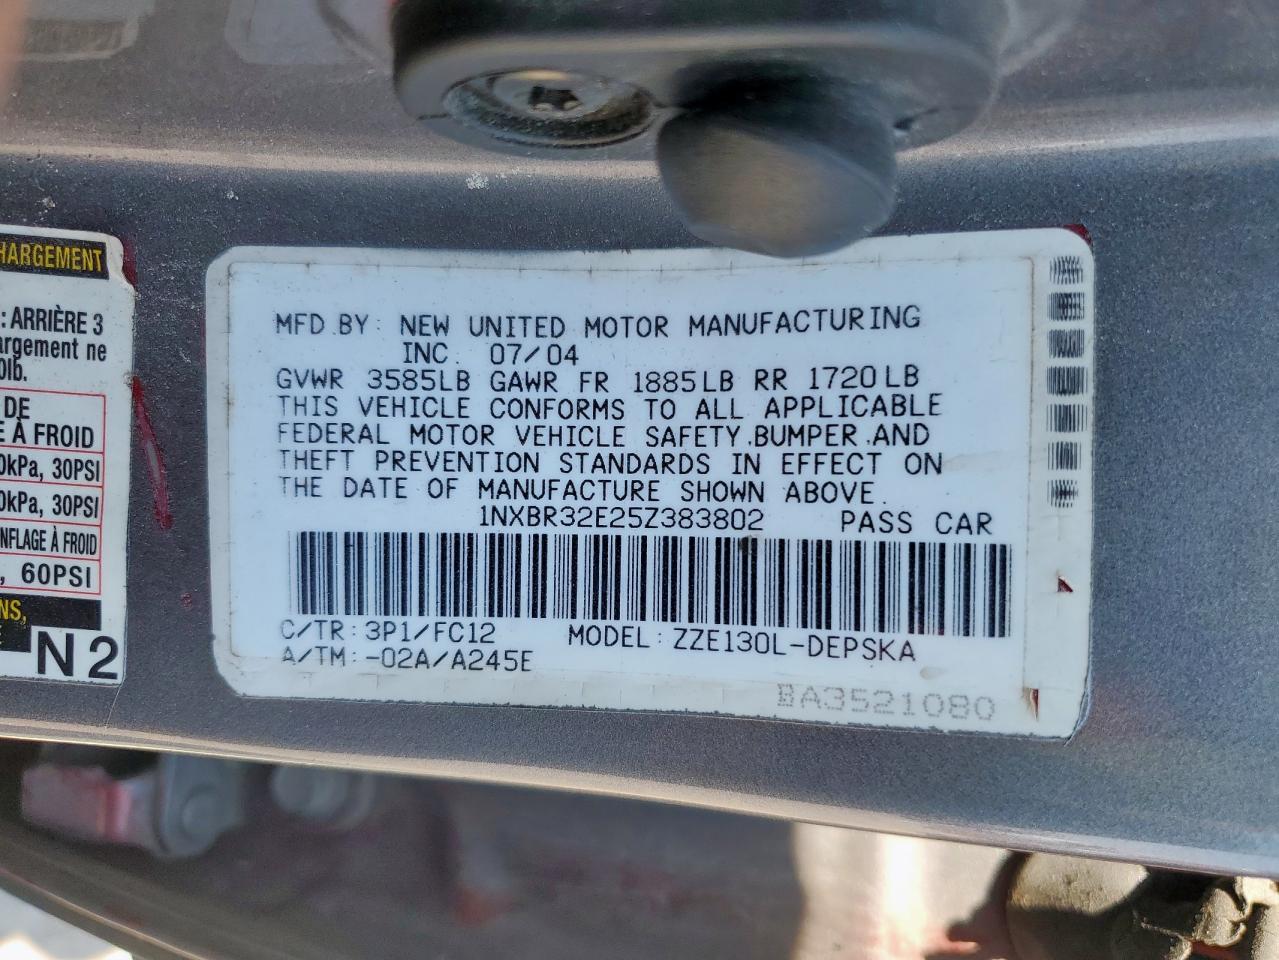 HARGEMENT
: ARRIÈRE 3
argement ne
DE
À FROID
0kPa, 30PSI
0kPa, 30PSI
NFLAGE À FROID
, 60PSI
NS,
N2
MFD.BY: NEW UNITED MOTOR MANUFACTURING
INC. 07/04
GVWR 3585LB GAWR FR 1885LB RR 1720LB
THIS VEHICLE CONFORMS TO ALL APPLICABLE
FEDERAL MOTOR VEHICLE SAFETY,BUMPER,AND
THEFT PREVENTION STANDARDS IN EFFECT ON
THE DATE OF MANUFACTURE SHOWN ABOVE.
1NXBR32E25Z383802 PASS CAR
C/TR:3P1/FC12 MODEL:ZZE130L-DEPSKA
A/TM:-02A/A245E
BA3521080